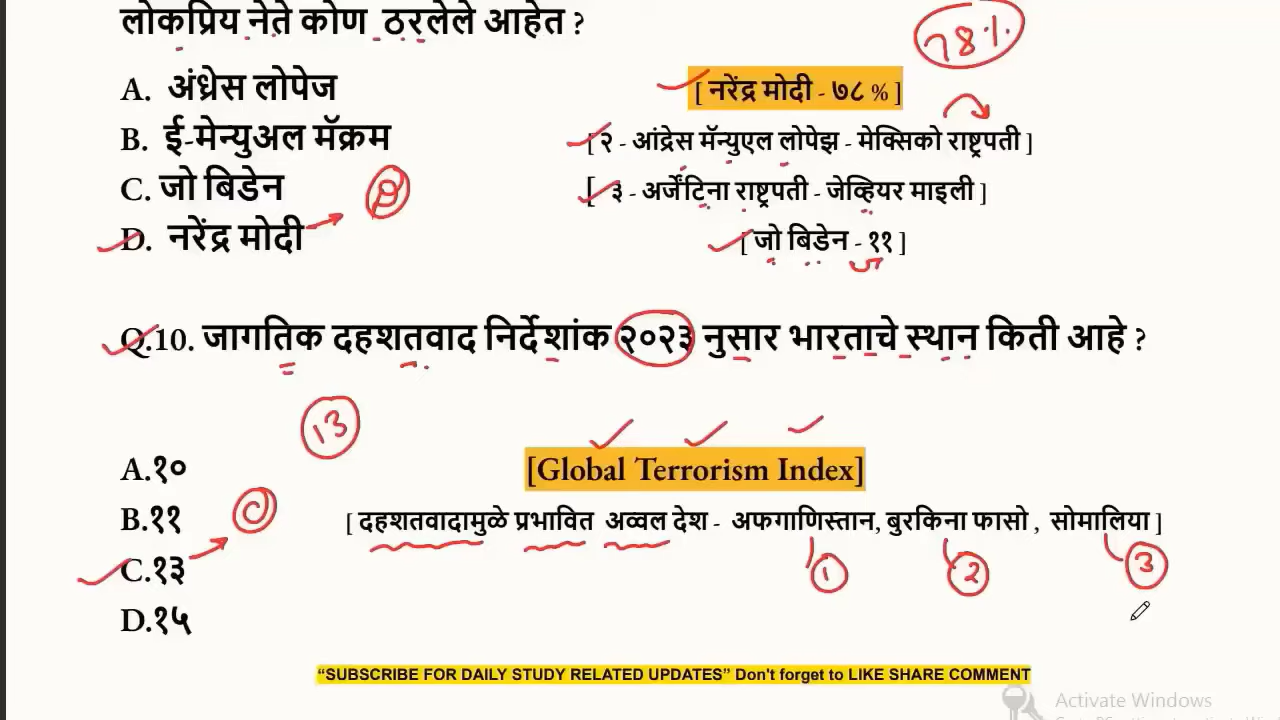 लोकप्रिय नेते कोण ठरलेले आहेत ?
78%
A. अंध्रेस लोपेज
[ नरेंद्र मोदी - ७८ % ]
B. ई-मेन्युअल मॅक्रम
[ २ - आंद्रेस मॅन्युएल लोपेझ - मेक्सिको राष्ट्रपती ]
C. जो बिडेन
[ ३ - अर्जेंटिना राष्ट्रपती - जेव्हियर माइली ]
D. नरेंद्र मोदी
[ जो बिडेन - ११ ]
Q.10. जागतिक दहशतवाद निर्देशांक २०२३ नुसार भारताचे स्थान किती आहे ?
13
A.१०
[Global Terrorism Index]
B.११
[ दहशतवादामुळे प्रभावित अव्वल देश - अफगाणिस्तान, बुरकिना फासो , सोमालिया ]
C.१३
1 2 3
D.१५
“SUBSCRIBE FOR DAILY STUDY RELATED UPDATES” Don't forget to LIKE SHARE COMMENT
Activate Windows